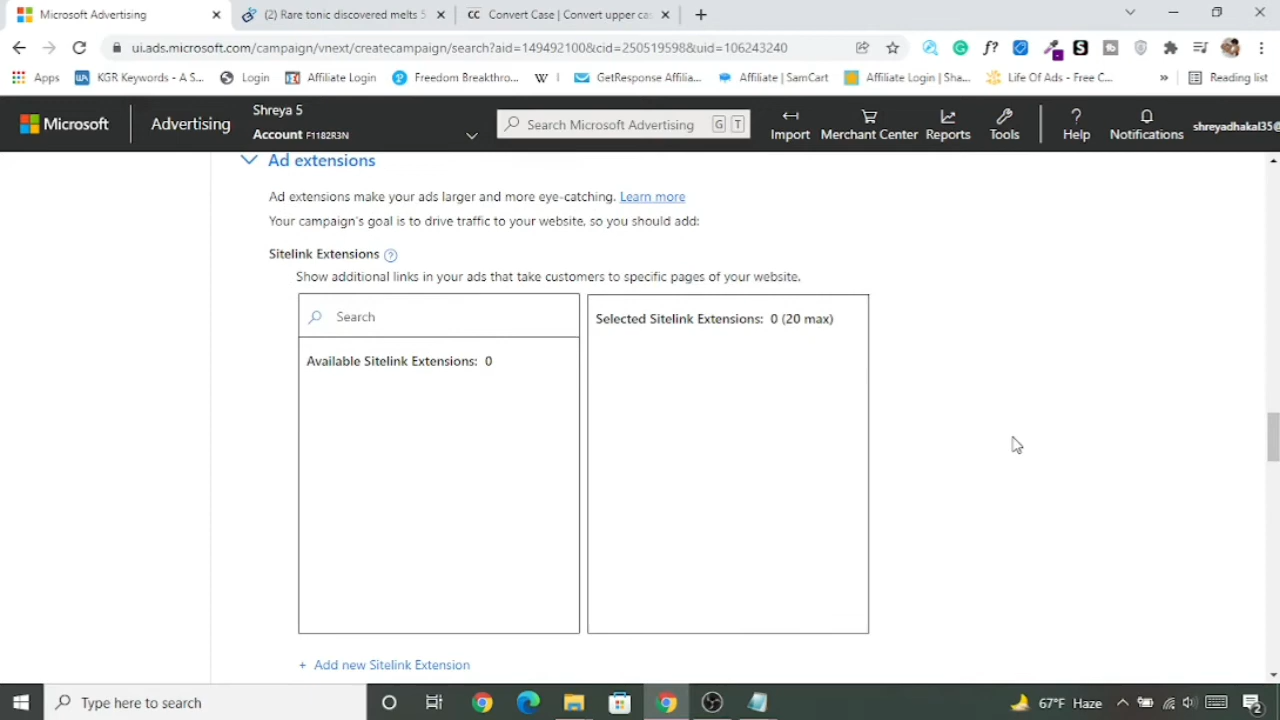 Microsoft Advertising
(2) Rare tonic discovered melts 5
CC Convert Case | Convert upper ca
ui.ads.microsoft.com/campaign/vnext/createcampaign/search?aid=149492100&cid=250519598&uid=106243240
Apps
KGR Keywords - A S...
Login
Affiliate Login
Freedom Breakthro...
W
GetResponse Affilia...
Affiliate | SamCart
Affiliate Login | Sha...
Life Of Ads - Free C...
»
Reading list
Microsoft
Advertising
Shreya 5
Account F1182R3N
Search Microsoft Advertising G T
Import
Merchant Center
Reports
Tools
Help
Notifications
shreyadhakal35@
Ad extensions
Ad extensions make your ads larger and more eye-catching. Learn more
Your campaign's goal is to drive traffic to your website, so you should add:
Sitelink Extensions ?
Show additional links in your ads that take customers to specific pages of your website.
Search
Available Sitelink Extensions: 0
Selected Sitelink Extensions: 0 (20 max)
+ Add new Sitelink Extension
Type here to search
67°F Haze
2